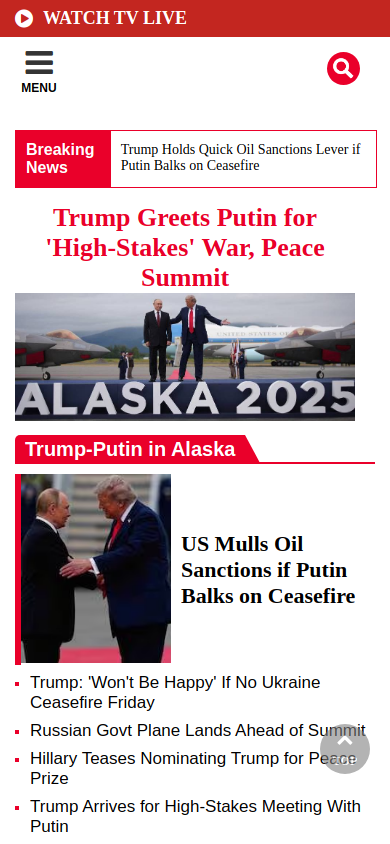 WATCH TV LIVE
MENU
Breaking
News
Trump Holds Quick Oil Sanctions Lever if
Putin Balks on Ceasefire
Trump Greets Putin for
'High-Stakes' War, Peace
Summit
UNITED STATES OF
ALASKA 2025
Trump-Putin in Alaska
US Mulls Oil
Sanctions if Putin
Balks on Ceasefire
Trump: 'Won't Be Happy' If No Ukraine
Ceasefire Friday
Russian Govt Plane Lands Ahead of Summit
Hillary Teases Nominating Trump for Peace
Prize
Trump Arrives for High-Stakes Meeting With
Putin